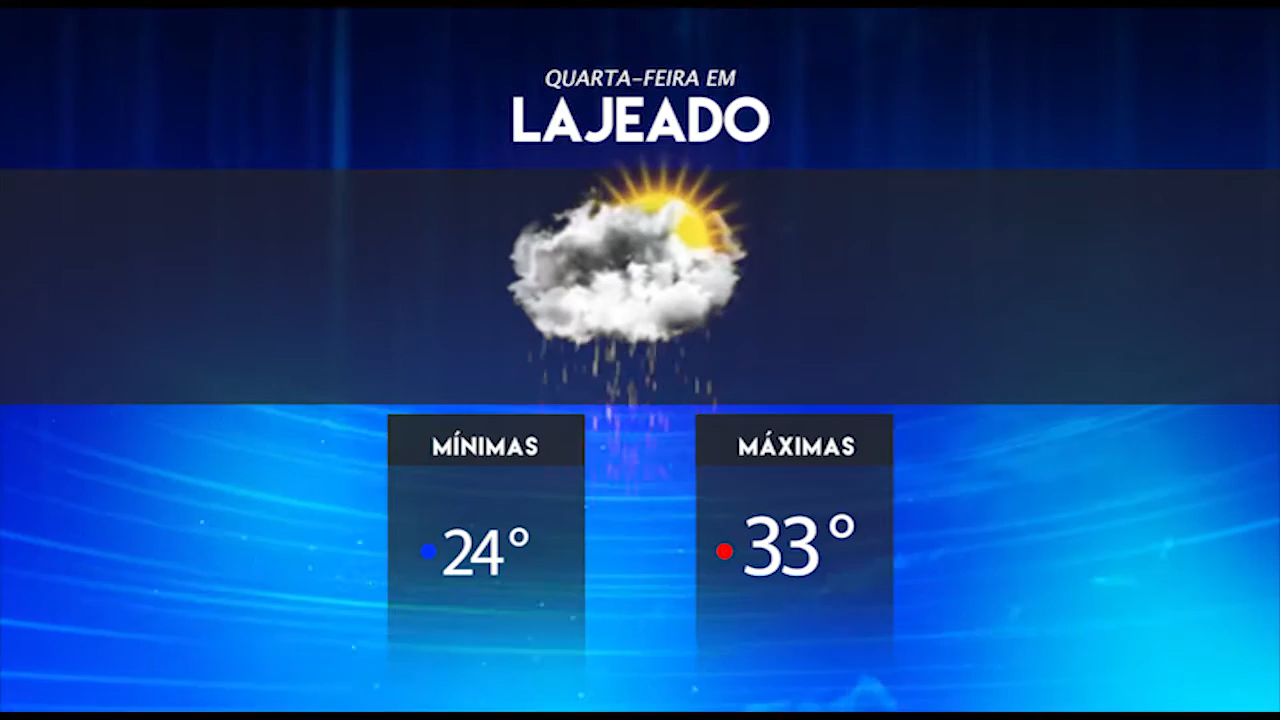 QUARTA-FEIRA EM
LAJEADO
MÍNIMAS
MÁXIMAS
24°
33°